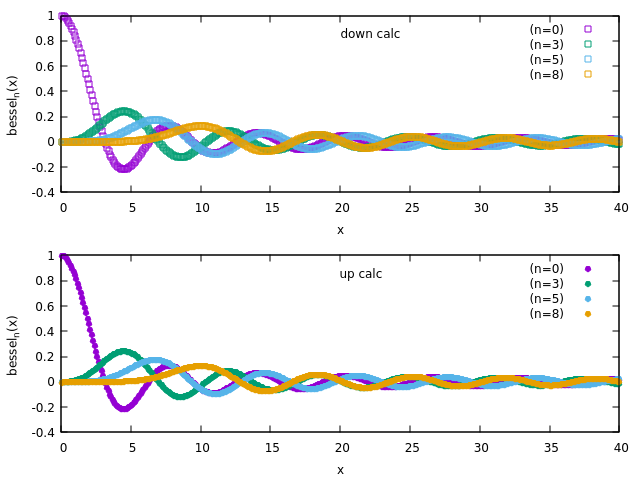 1
0.8
0.6
0.4
0.2
0
-0.2
-0.4
bessel_n(x)
down calc
(n=0)
(n=3)
(n=5)
(n=8)
0 5 10 15 20 25 30 35 40
x
1
0.8
0.6
0.4
0.2
0
-0.2
-0.4
bessel_n(x)
up calc
(n=0)
(n=3)
(n=5)
(n=8)
0 5 10 15 20 25 30 35 40
x